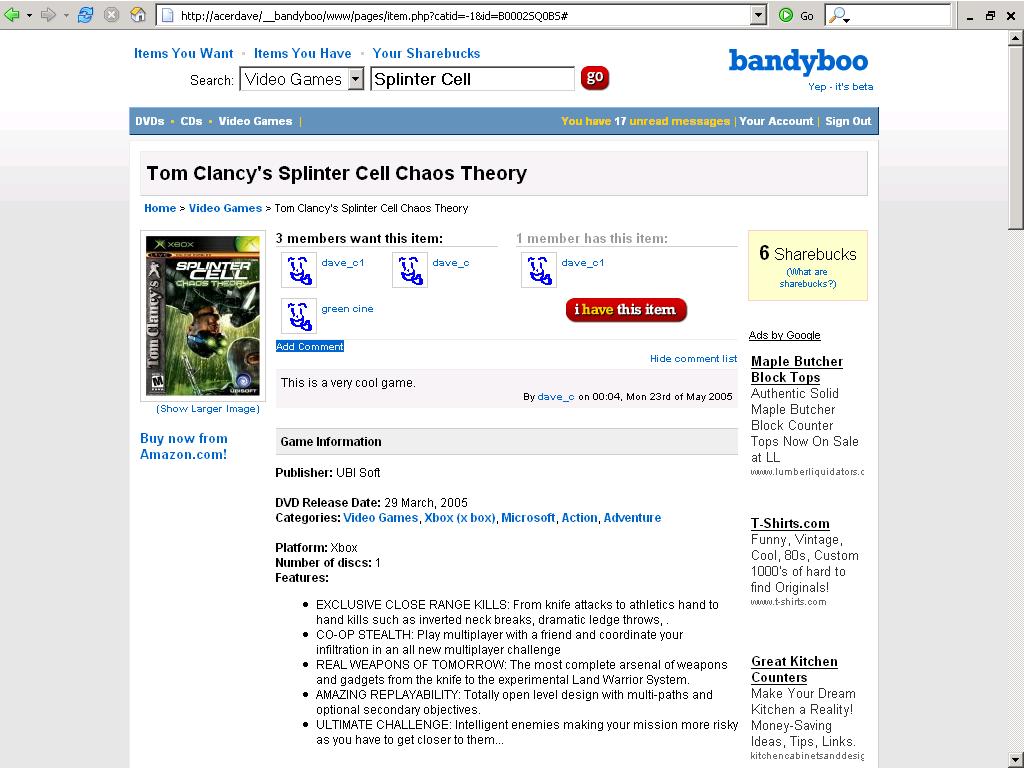 http://acerdave/__bandyboo/www/pages/item.php?catid=-1&id=B00025Q0BS#
Go
Items You Want • Items You Have • Your Sharebucks
Search: Video Games Splinter Cell go
bandyboo
Yep - it's beta
DVDs • CDs • Video Games |
You have 17 unread messages | Your Account | Sign Out
Tom Clancy's Splinter Cell Chaos Theory
Home > Video Games > Tom Clancy's Splinter Cell Chaos Theory
XBOX
LIVE
Tom Clancy's
SPLINTER
CELL
CHAOS THEORY
M
UBISOFT
(Show Larger Image)
Buy now from
Amazon.com!
3 members want this item:
dave_c1
dave_c
green cine
1 member has this item:
dave_c1
i have this item
Add Comment
Hide comment list
This is a very cool game.
By dave_c on 00:04, Mon 23rd of May 2005
Game Information
Publisher: UBI Soft
DVD Release Date: 29 March, 2005
Categories: Video Games, Xbox (x box), Microsoft, Action, Adventure
Platform: Xbox
Number of discs: 1
Features:
• EXCLUSIVE CLOSE RANGE KILLS: From knife attacks to athletics hand to
hand kills such as inverted neck breaks, dramatic ledge throws, .
• CO-OP STEALTH: Play multiplayer with a friend and coordinate your
infiltration in an all new multiplayer challenge
• REAL WEAPONS OF TOMORROW: The most complete arsenal of weapons
and gadgets from the knife to the experimental Land Warrior System.
• AMAZING REPLAYABILITY: Totally open level design with multi-paths and
optional secondary objectives.
• ULTIMATE CHALLENGE: Intelligent enemies making your mission more risky
as you have to get closer to them...
6 Sharebucks
(What are
sharebucks?)
Ads by Google
Maple Butcher
Block Tops
Authentic Solid
Maple Butcher
Block Counter
Tops Now On Sale
at LL
www.lumberliquidators.c
T-Shirts.com
Funny, Vintage,
Cool, 80s, Custom
1000's of hard to
find Originals!
www.t-shirts.com
Great Kitchen
Counters
Make Your Dream
Kitchen a Reality!
Money-Saving
Ideas, Tips, Links.
kitchencabinetsanddesig